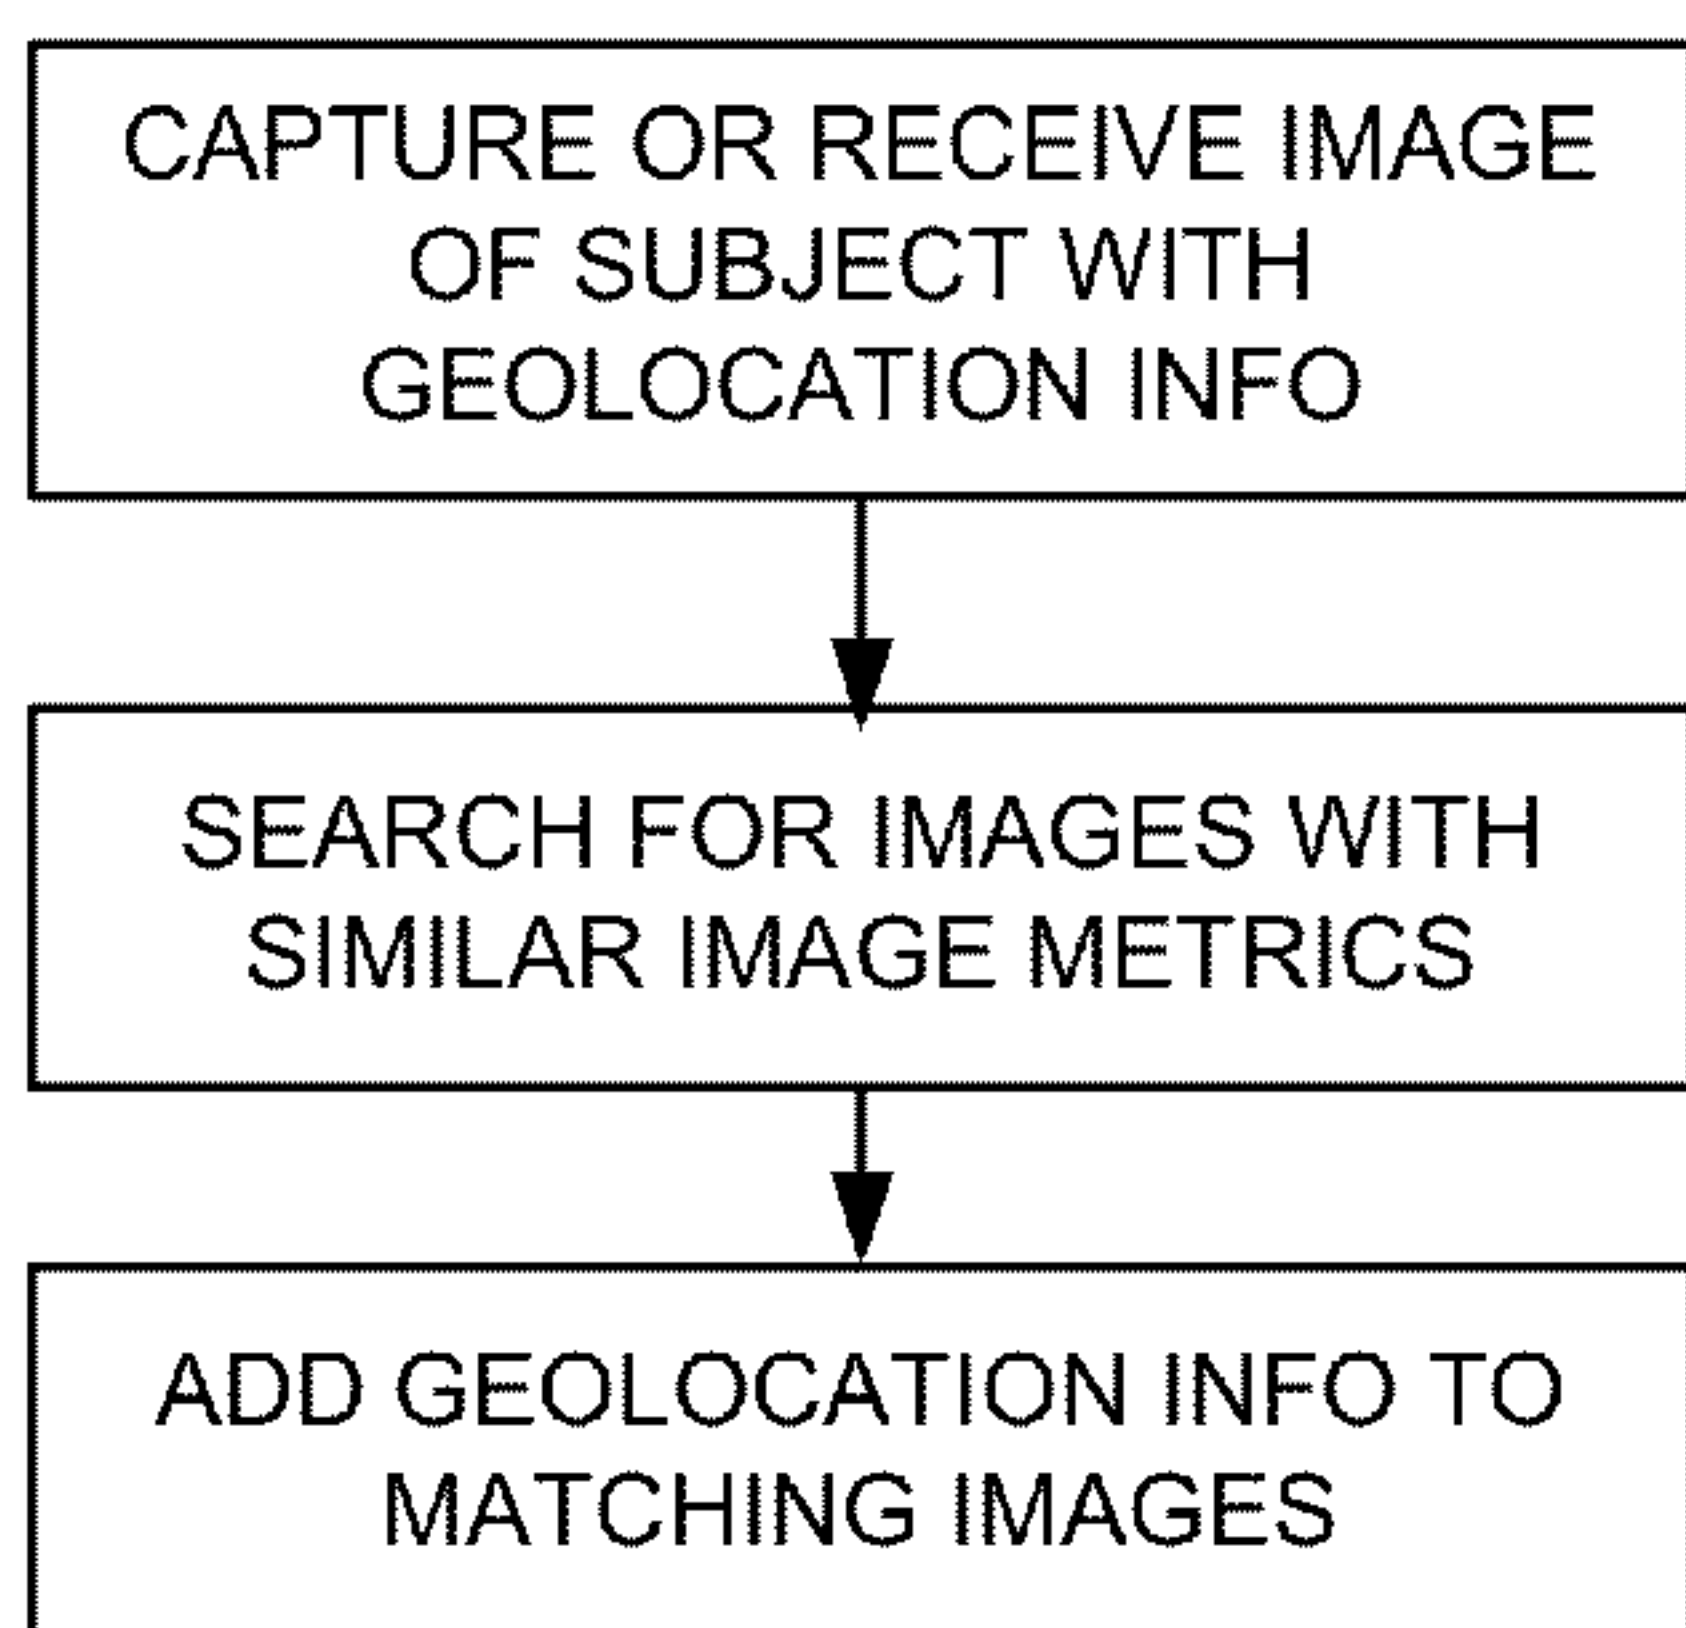 CAPTURE OR RECEIVE IMAGE
OF SUBJECT WITH
GEOLOCATION INFO
SEARCH FOR IMAGES WITH
SIMILAR IMAGE METRICS
ADD GEOLOCATION INFO TO
MATCHING IMAGES